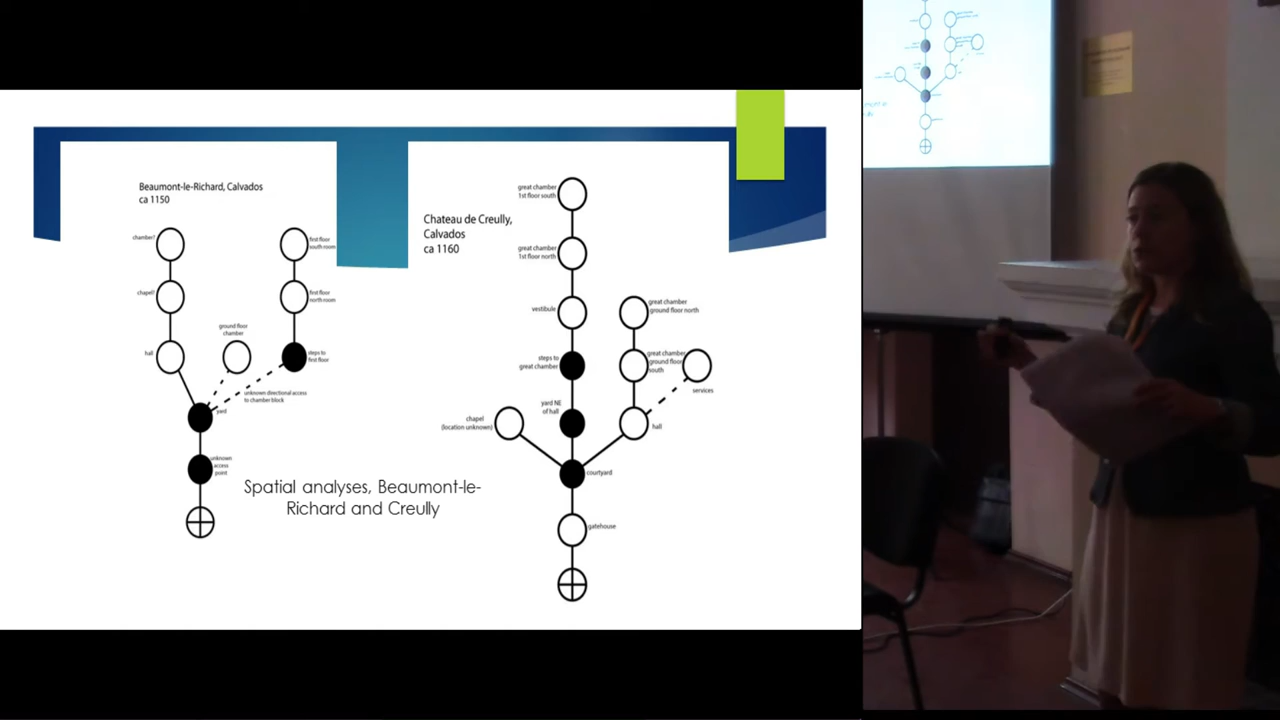 Beaumont-le-Richard, Calvados
ca 1150
chamber?
first floor
south room
chapel?
first floor
north room
ground floor
chamber
hall
steps to
first floor
unknown directional access
to chamber block
yard
unknown
access
point
Spatial analyses, Beaumont-le-
Richard and Creully
Chateau de Creully,
Calvados
ca 1160
great chamber
1st floor south
great chamber
1st floor north
vestibule
great chamber
ground floor north
steps to
great chamber
great chamber
ground floor
south
services
yard NE
of hall
chapel
(location unknown)
hall
courtyard
gatehouse